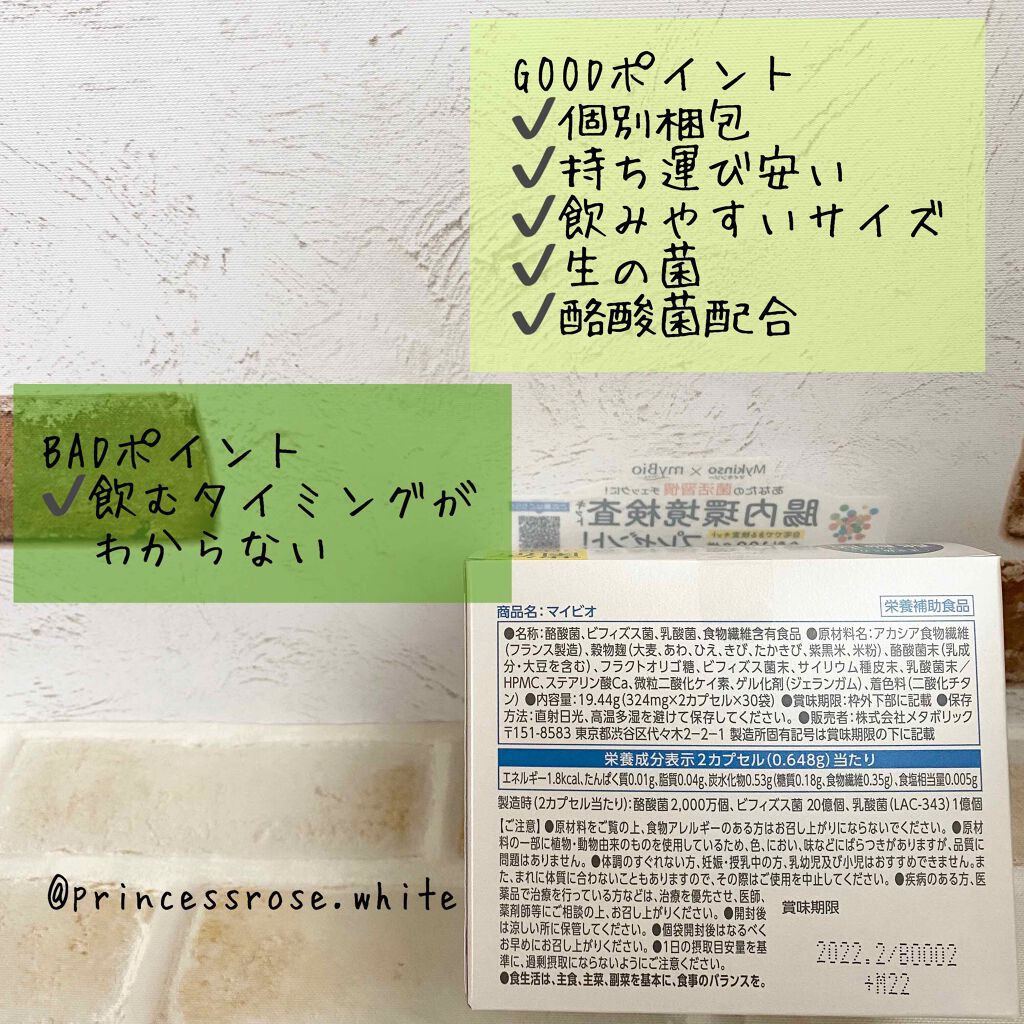 GOODポイント
✔個別梱包
✔持ち運び安い
✔飲みやすいサイズ
✔生の菌
✔酪酸菌配合
BADポイント
✔飲むタイミングが
わからない
@princessrose.white
Mykinso × myBio
マイキンソー
あなたの菌活習慣チェックに!
腸内環境検査
キット
プレゼント!
商品名:マイビオ
栄養補助食品
●名称:酪酸菌、ビフィズス菌、乳酸菌、食物繊維含有食品 ●原材料名:アカシア食物繊維
(フランス製造)、穀物麹(大麦、あわ、ひえ、きび、たかきび、紫黒米、米粉)、酪酸菌末(乳成
分・大豆を含む)、フラクトオリゴ糖、ビフィズス菌末、サイリウム種皮末、乳酸菌末/
HPMC、ステアリン酸Ca、微粒二酸化ケイ素、ゲル化剤(ジェランガム)、着色料(二酸化チタ
ン) ●内容量:19.44g(324mg×2カプセル×30袋) ●賞味期限:枠外下部に記載 ●保存
方法:直射日光、高温多湿を避けて保存してください。 ●販売者:株式会社メタボリック
〒151-8583 東京都渋谷区代々木2-2-1 製造所固有記号は賞味期限の下に記載
栄養成分表示2カプセル(0.648g)当たり
エネルギー1.8kcal、たんぱく質0.01g、脂質0.04g、炭水化物0.53g(糖質0.18g、食物繊維0.35g)、食塩相当量0.005g
製造時(2カプセル当たり):酪酸菌2,000万個、ビフィズス菌 20億個、乳酸菌(LAC-343)1億個
【ご注意】●原材料をご覧の上、食物アレルギーのある方はお召し上がりにならないでください。 ●原材
料の一部に植物・動物由来のものを使用しているため、色、におい、味などにばらつきがありますが、品質に
問題はありません。 ●体調のすぐれない方、妊娠・授乳中の方、乳幼児及び小児はおすすめできません。ま
た、まれに体質に合わないこともありますので、その際はご使用を中止してください。 ●疾病のある方、医
薬品で治療を行っている方などは、治療を優先させ、医師、
薬剤師等にご相談の上、お召し上がりください。 ●開封後
は涼しい所に保管してください。 ●個袋開封後はなるべく
お早めにお召し上がりください。 ●1日の摂取目安量を基
準に、過剰摂取にならないようにご注意ください。
●食生活は、主食、主菜、副菜を基本に、食事のバランスを。
賞味期限
2022.2/B0002
+M22